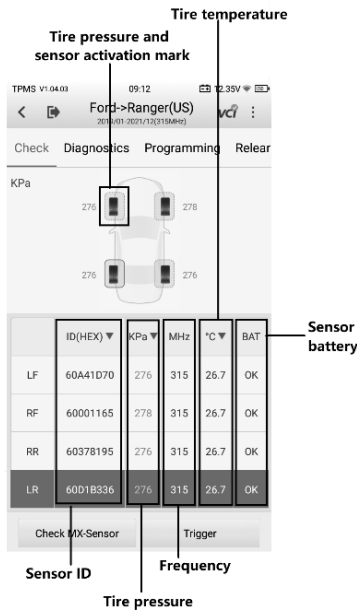 Tire temperature
Tire pressure and
sensor activation mark
TPMS V1.04.03 09:12 12.35V
Ford->Ranger(US)
2019/01-2021/12(315MHz)
VCI
Check Diagnostics Programming Relear
KPa
276 278
276 276
ID(HEX) ▼ KPa ▼ MHz °C ▼ BAT
Sensor
battery
LF 60A41D70 276 315 26.7 OK
RF 60001165 278 315 26.7 OK
RR 60378195 276 315 26.7 OK
LR 60D1B336 276 315 26.7 OK
Check MX-Sensor Trigger
Sensor ID
Frequency
Tire pressure